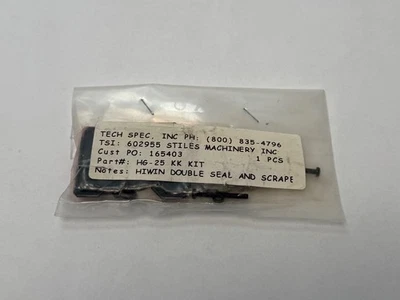 TECH SPEC, INC PH: (800) 835-4796
TSI: 602955 STILES MACHINERY INC
Cust PO: 165403 1 PCS
Part#: HG-25 KK KIT
Notes: HIWIN DOUBLE SEAL AND SCRAPE